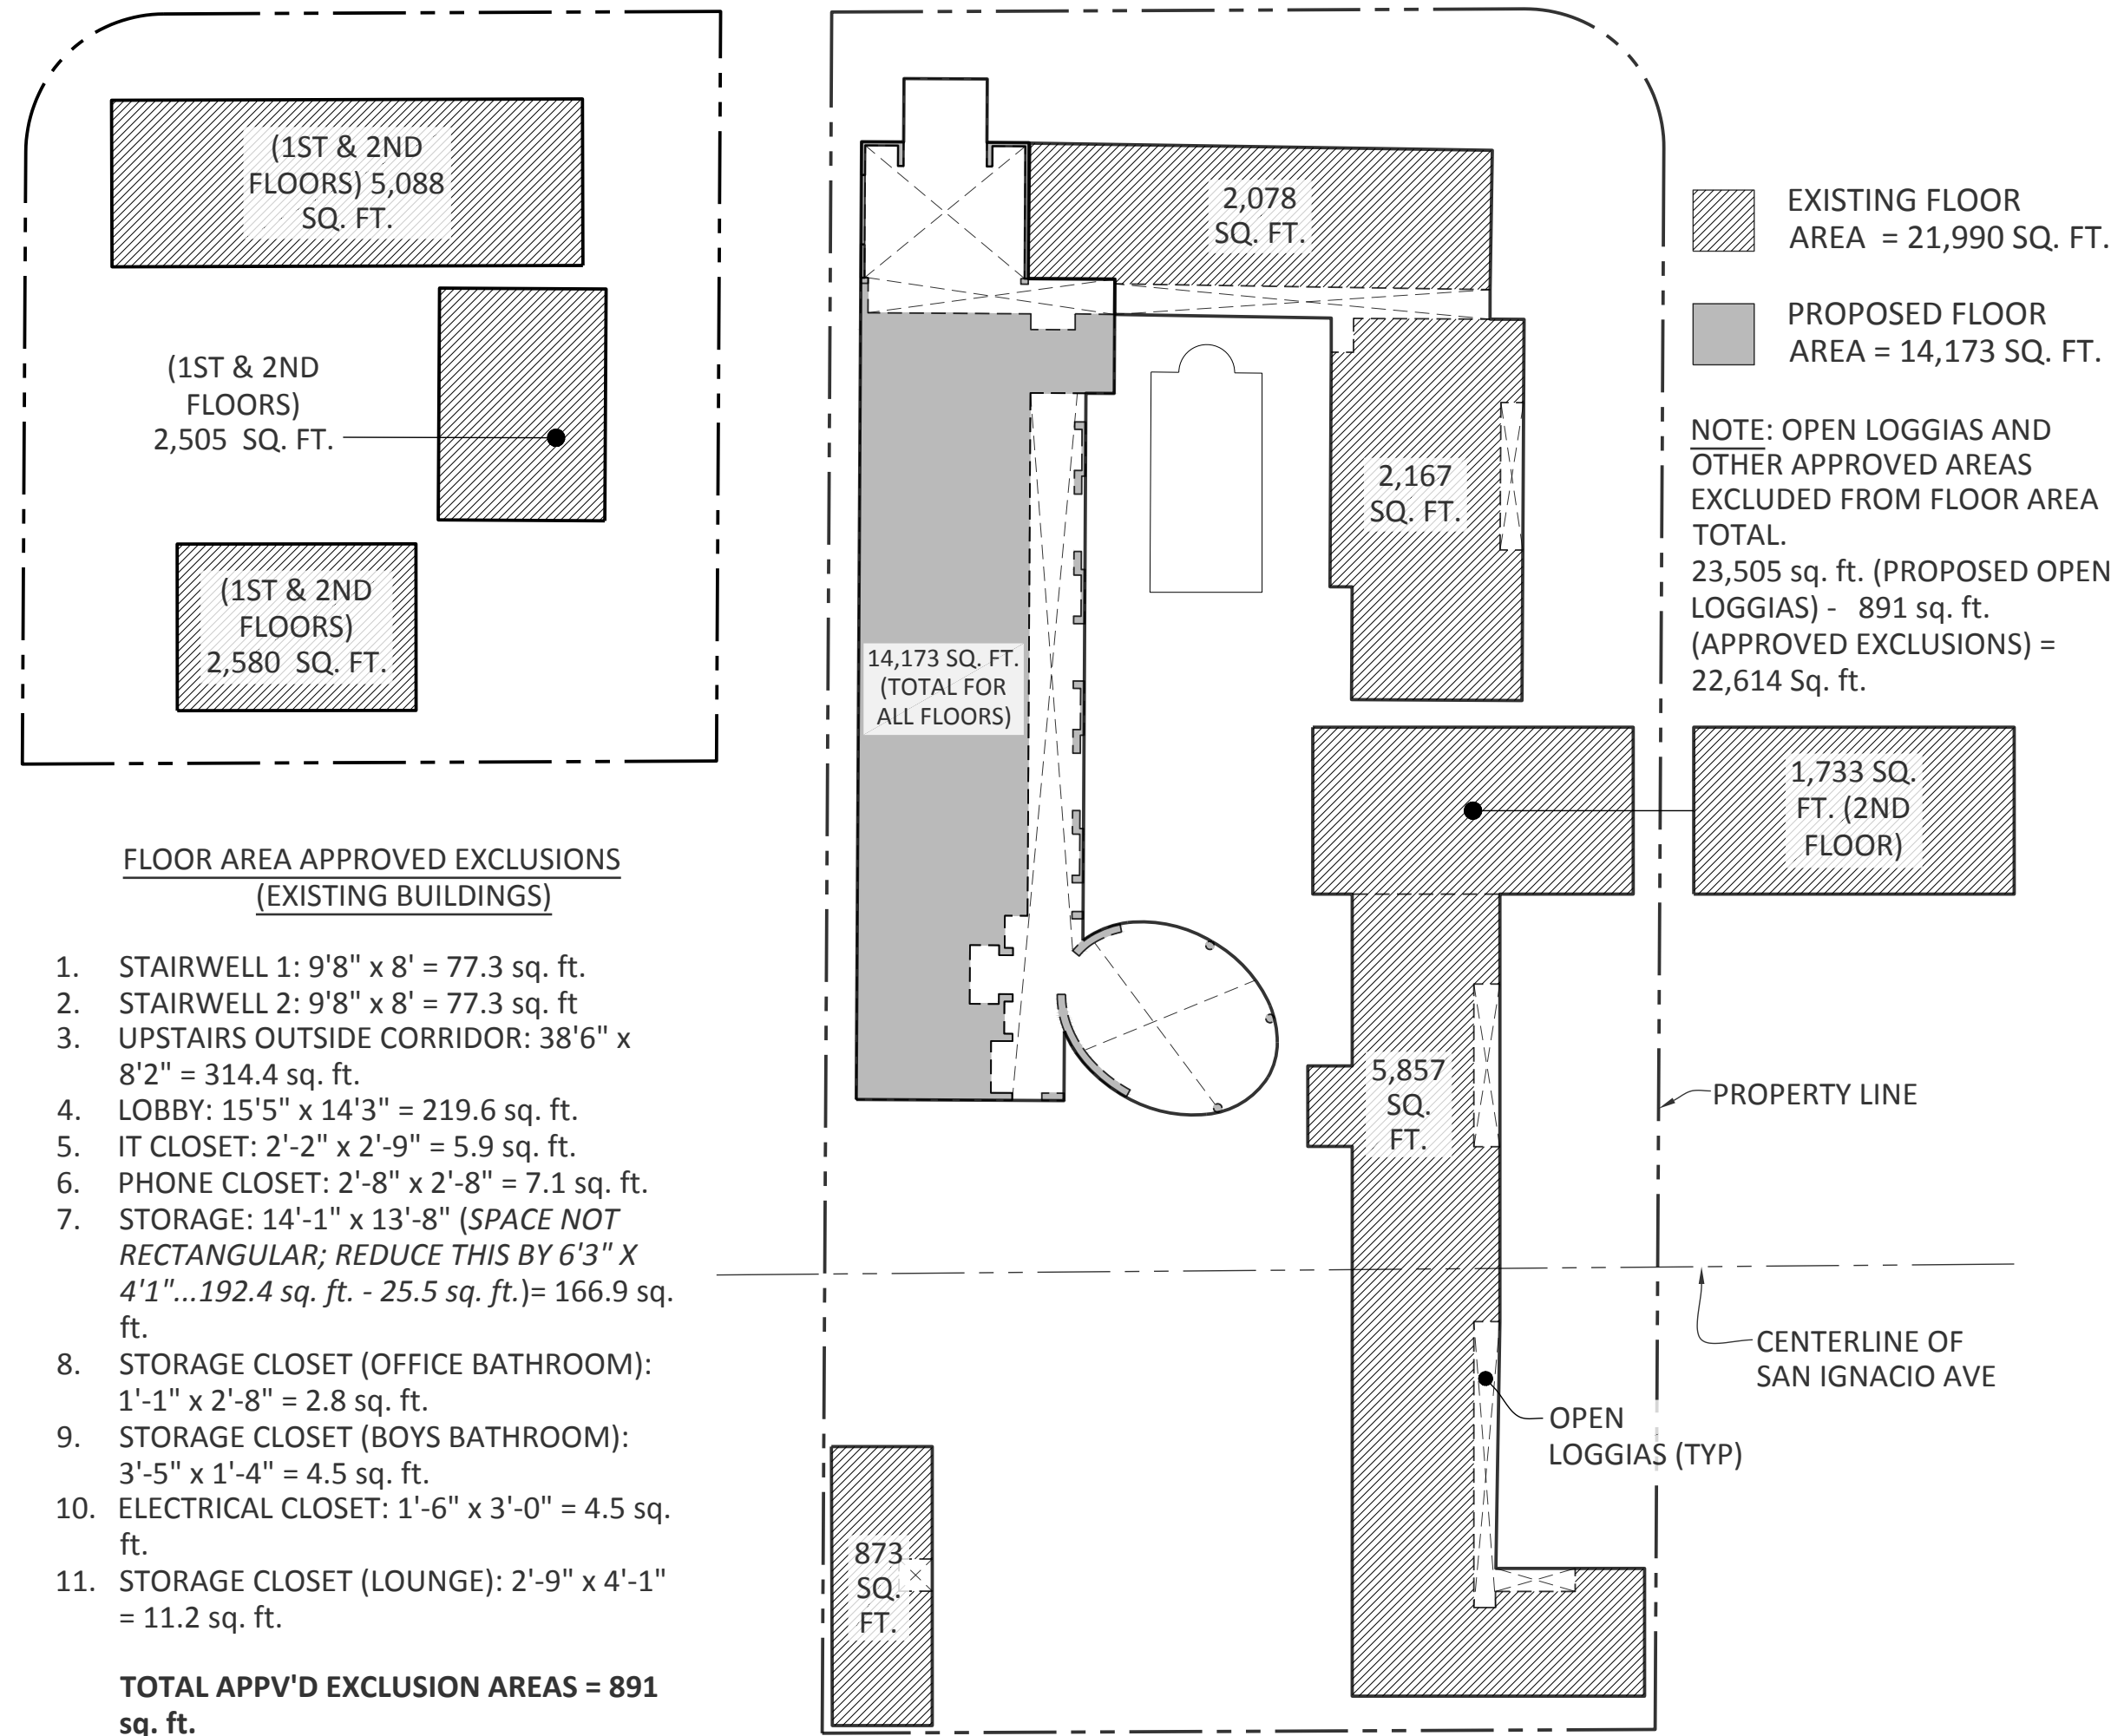 (1ST & 2ND
FLOORS) 5,088
SQ. FT.
(1ST & 2ND
FLOORS)
2,505 SQ. FT.
(1ST & 2ND
FLOORS)
2,580 SQ. FT.
FLOOR AREA APPROVED EXCLUSIONS
(EXISTING BUILDINGS)
1. STAIRWELL 1: 9'8" x 8' = 77.3 sq. ft.
2. STAIRWELL 2: 9'8" x 8' = 77.3 sq. ft
3. UPSTAIRS OUTSIDE CORRIDOR: 38'6" x
8'2" = 314.4 sq. ft.
4. LOBBY: 15'5" x 14'3" = 219.6 sq. ft.
5. IT CLOSET: 2'-2" x 2'-9" = 5.9 sq. ft.
6. PHONE CLOSET: 2'-8" x 2'-8" = 7.1 sq. ft.
7. STORAGE: 14'-1" x 13'-8" (SPACE NOT
RECTANGULAR; REDUCE THIS BY 6'3" X
4'1"...192.4 sq. ft. - 25.5 sq. ft.)= 166.9 sq.
ft.
8. STORAGE CLOSET (OFFICE BATHROOM):
1'-1" x 2'-8" = 2.8 sq. ft.
9. STORAGE CLOSET (BOYS BATHROOM):
3'-5" x 1'-4" = 4.5 sq. ft.
10. ELECTRICAL CLOSET: 1'-6" x 3'-0" = 4.5 sq.
ft.
11. STORAGE CLOSET (LOUNGE): 2'-9" x 4'-1"
= 11.2 sq. ft.
TOTAL APPV'D EXCLUSION AREAS = 891
sq. ft.
2,078
SQ. FT.
2,167
SQ. FT.
14,173 SQ. FT.
(TOTAL FOR
ALL FLOORS)
5,857
SQ.
FT.
873
SQ.
FT.
1,733 SQ.
FT. (2ND
FLOOR)
EXISTING FLOOR
AREA = 21,990 SQ. FT.
PROPOSED FLOOR
AREA = 14,173 SQ. FT.
NOTE: OPEN LOGGIAS AND
OTHER APPROVED AREAS
EXCLUDED FROM FLOOR AREA
TOTAL.
23,505 sq. ft. (PROPOSED OPEN
LOGGIAS) - 891 sq. ft.
(APPROVED EXCLUSIONS) =
22,614 Sq. ft.
PROPERTY LINE
CENTERLINE OF
SAN IGNACIO AVE
OPEN
LOGGIAS (TYP)